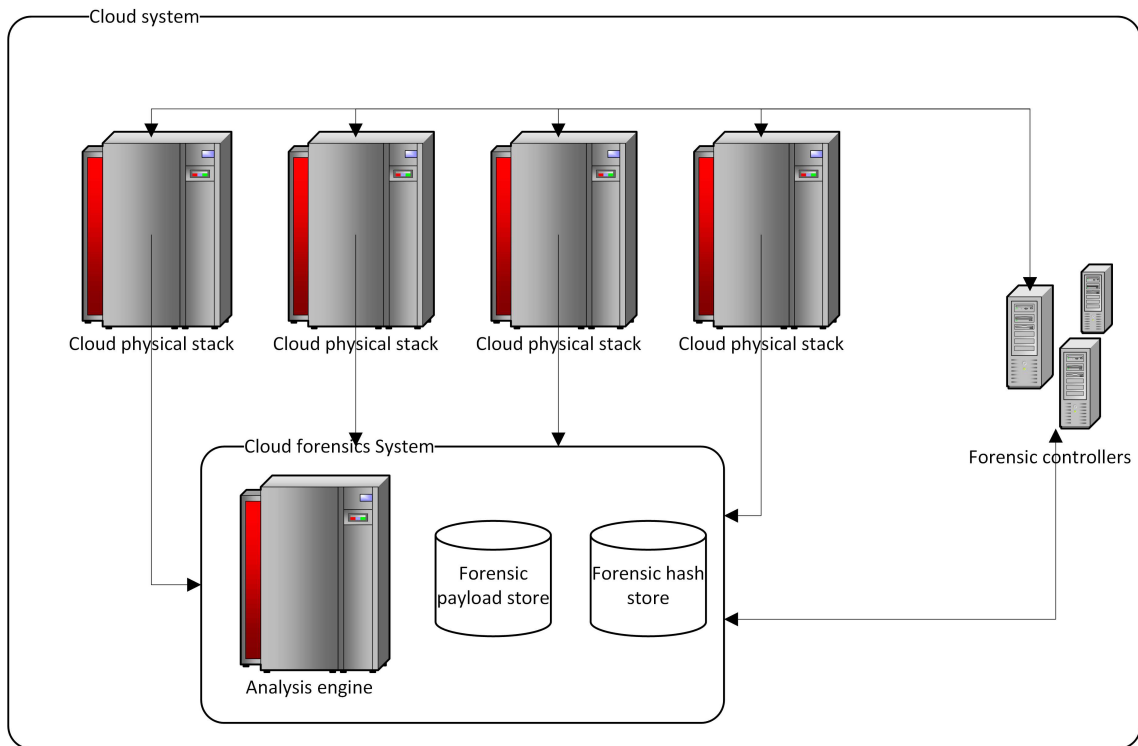 Cloud system
Cloud physical stack
Cloud physical stack
Cloud physical stack
Cloud physical stack
Forensic controllers
Cloud forensics System
Forensic
payload store
Forensic hash
store
Analysis engine